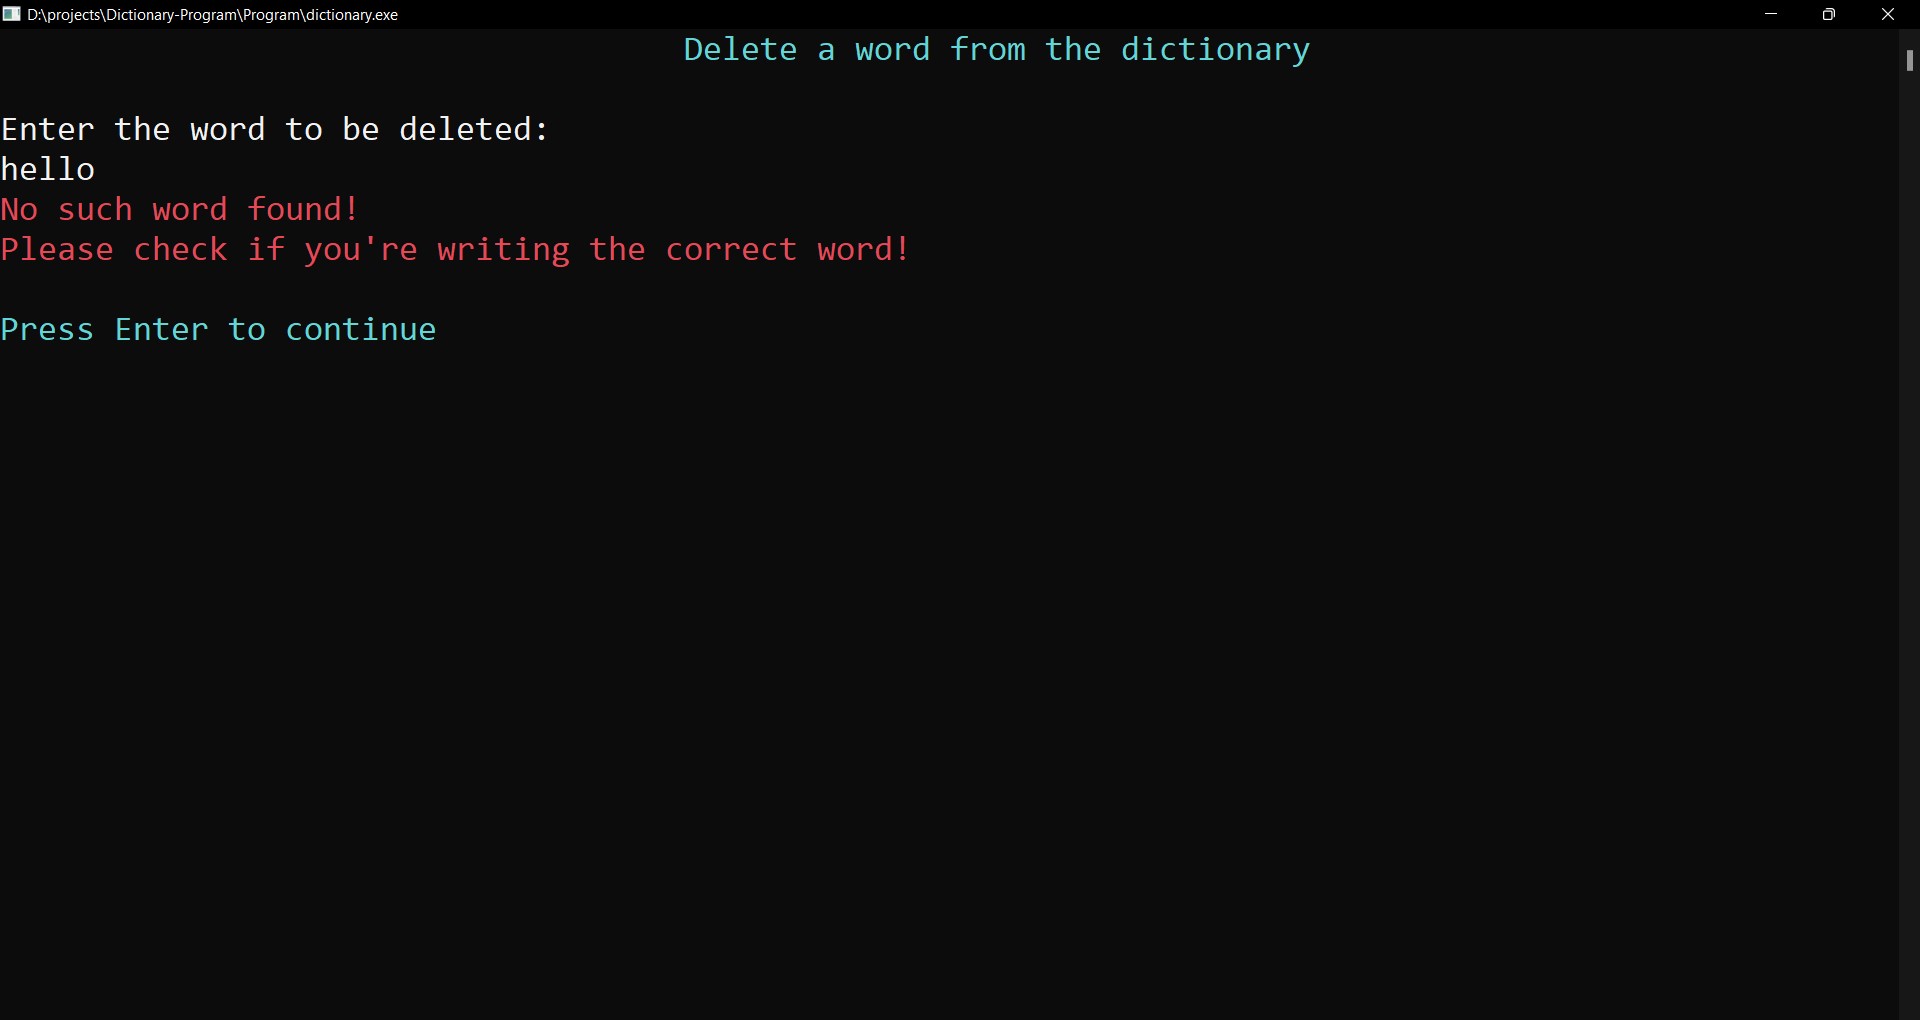 D:\projects\Dictionary-Program\Program\dictionary.exe
Delete a word from the dictionary
Enter the word to be deleted:
hello
No such word found!
Please check if you're writing the correct word!
Press Enter to continue